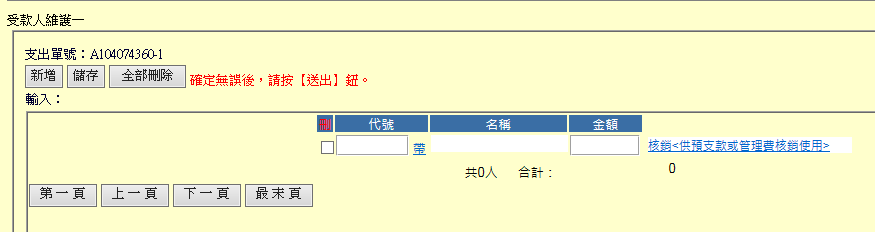 受款人維護一
支出單號：A104074360-1
新增 儲存 全部刪除 確定無誤後，請按【送出】鈕。
輸入：
刪 代號 名稱 金額
帶 核銷<供預支款或管理費核銷使用>
共0人 合計： 0
第一頁 上一頁 下一頁 最末頁